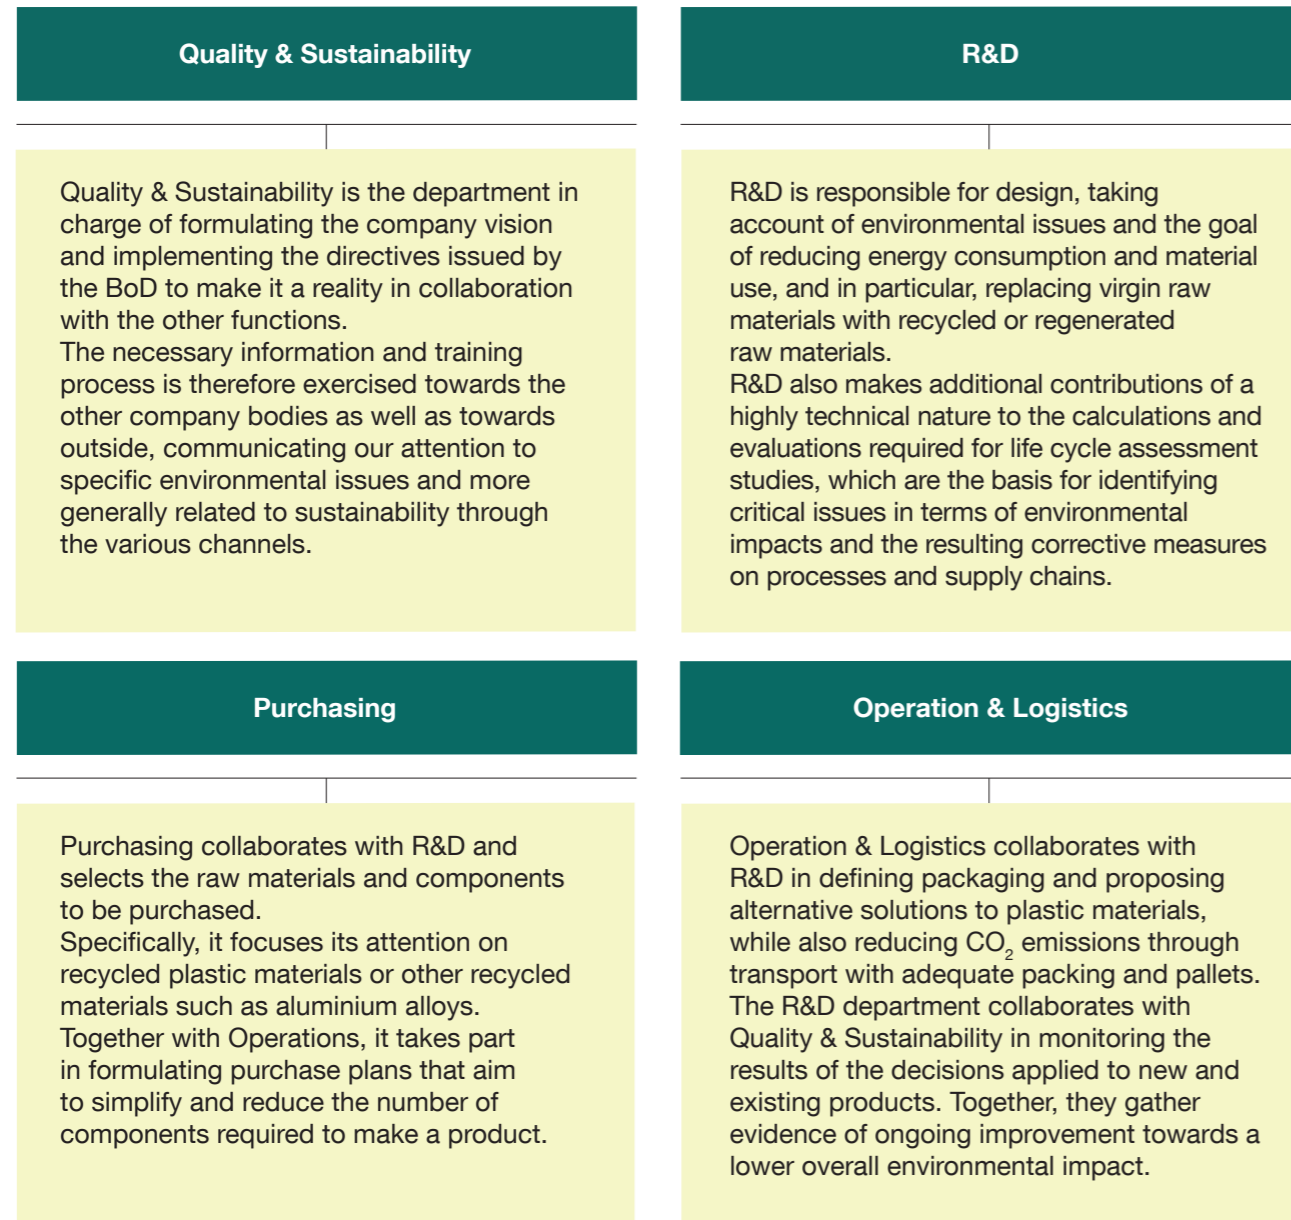 Quality & Sustainability
Quality & Sustainability is the department in
charge of formulating the company vision
and implementing the directives issued by
the BoD to make it a reality in collaboration
with the other functions.
The necessary information and training
process is therefore exercised towards the
other company bodies as well as towards
outside, communicating our attention to
specific environmental issues and more
generally related to sustainability through
the various channels.
R&D
R&D is responsible for design, taking
account of environmental issues and the goal
of reducing energy consumption and material
use, and in particular, replacing virgin raw
materials with recycled or regenerated
raw materials.
R&D also makes additional contributions of a
highly technical nature to the calculations and
evaluations required for life cycle assessment
studies, which are the basis for identifying
critical issues in terms of environmental
impacts and the resulting corrective measures
on processes and supply chains.
Purchasing
Purchasing collaborates with R&D and
selects the raw materials and components
to be purchased.
Specifically, it focuses its attention on
recycled plastic materials or other recycled
materials such as aluminium alloys.
Together with Operations, it takes part
in formulating purchase plans that aim
to simplify and reduce the number of
components required to make a product.
Operation & Logistics
Operation & Logistics collaborates with
R&D in defining packaging and proposing
alternative solutions to plastic materials,
while also reducing CO₂ emissions through
transport with adequate packing and pallets.
The R&D department collaborates with
Quality & Sustainability in monitoring the
results of the decisions applied to new and
existing products. Together, they gather
evidence of ongoing improvement towards a
lower overall environmental impact.